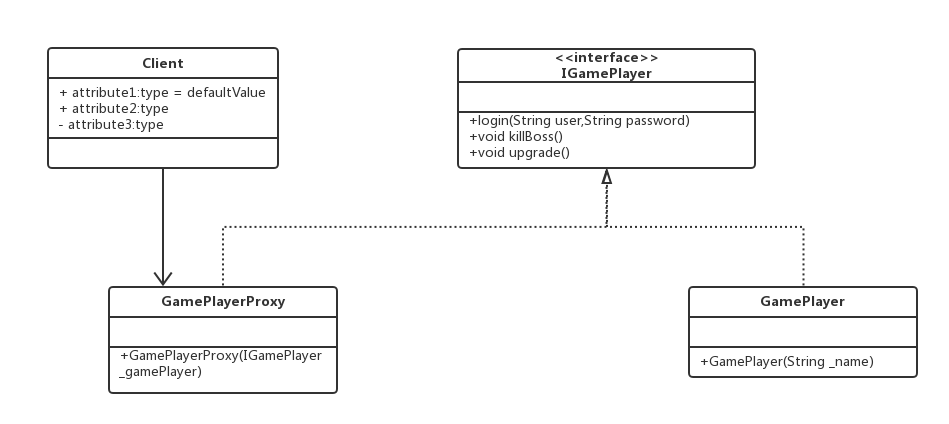 Client
+ attribute1:type = defaultValue
+ attribute2:type
- attribute3:type
<<interface>>
IGamePlayer
+login(String user,String password)
+void killBoss()
+void upgrade()
GamePlayerProxy
+GamePlayerProxy(IGamePlayer
_gamePlayer)
GamePlayer
+GamePlayer(String _name)